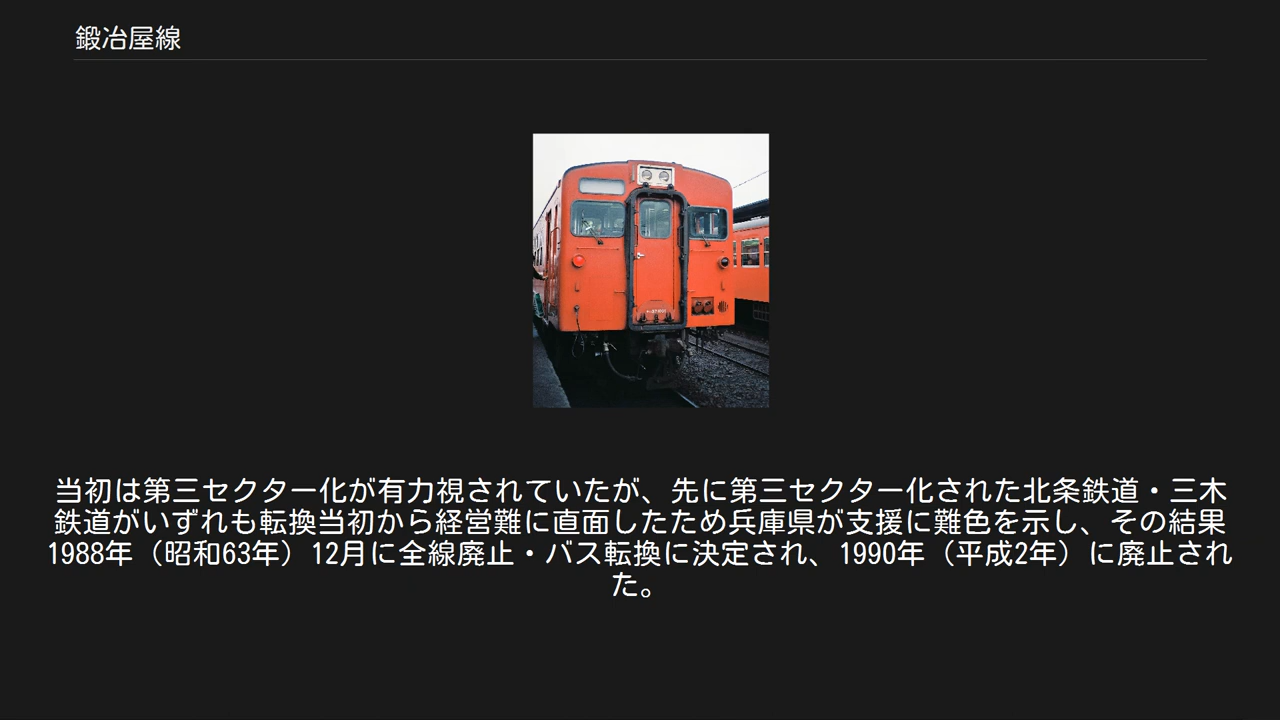 鍛冶屋線
当初は第三セクター化が有力視されていたが、先に第三セクター化された北条鉄道・三木
鉄道がいずれも転換当初から経営難に直面したため兵庫県が支援に難色を示し、その結果
1988年（昭和63年）12月に全線廃止・バス転換に決定され、1990年（平成2年）に廃止され
た。